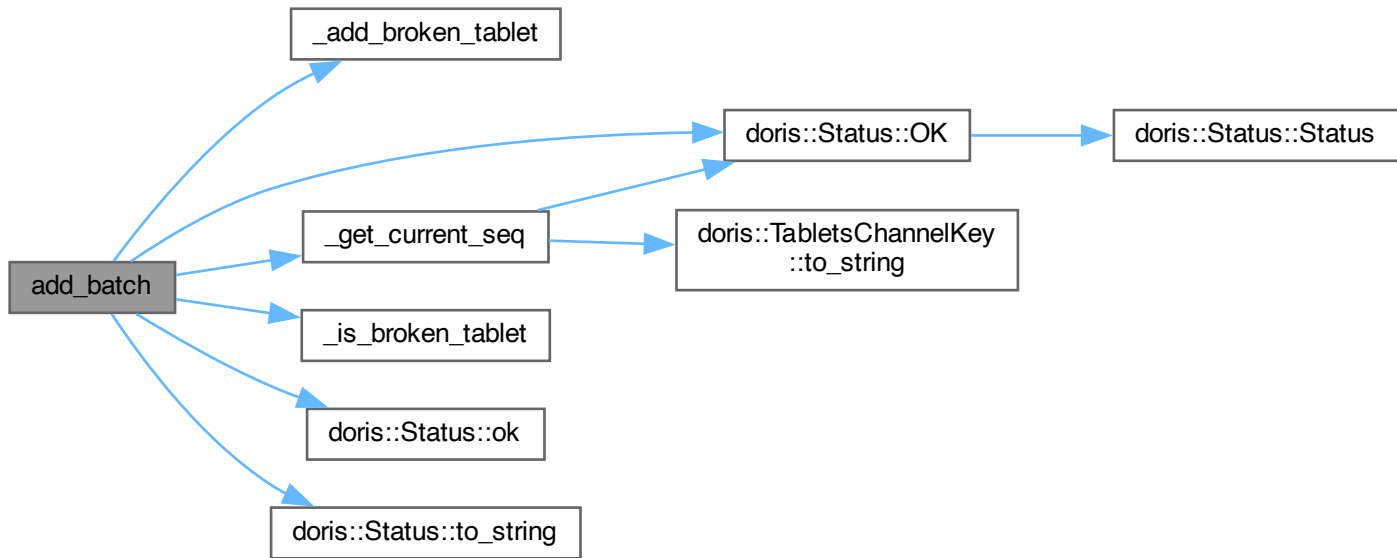 _add_broken_tablet
doris::Status::OK
doris::Status::Status
_get_current_seq
doris::TabletsChannelKey
::to_string
add_batch
_is_broken_tablet
doris::Status::ok
doris::Status::to_string